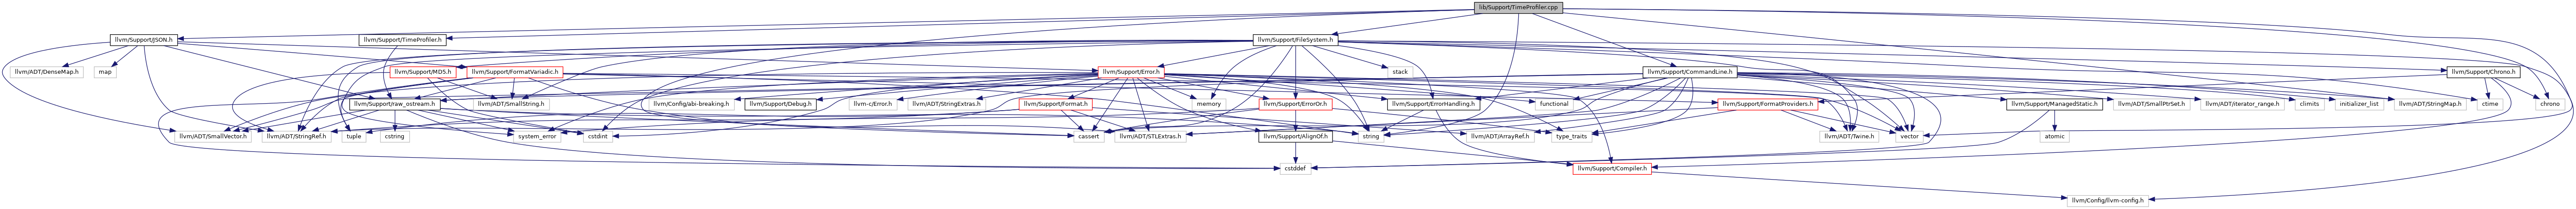 lib/Support/TimeProfiler.cpp
llvm/Support/JSON.h
llvm/Support/TimeProfiler.h
llvm/Support/FileSystem.h
llvm/ADT/DenseMap.h
map
llvm/Support/MD5.h
llvm/Support/FormatVariadic.h
llvm/Support/Error.h
stack
llvm/Support/CommandLine.h
llvm/Support/Chrono.h
llvm/Support/raw_ostream.h
llvm/ADT/SmallString.h
llvm/Config/abi-breaking.h
llvm/Support/Debug.h
llvm-c/Error.h
llvm/ADT/StringExtras.h
llvm/Support/Format.h
memory
llvm/Support/ErrorOr.h
llvm/Support/ErrorHandling.h
functional
llvm/Support/FormatProviders.h
llvm/Support/ManagedStatic.h
llvm/ADT/SmallPtrSet.h
llvm/ADT/iterator_range.h
climits
initializer_list
llvm/ADT/StringMap.h
ctime
chrono
llvm/ADT/SmallVector.h
llvm/ADT/StringRef.h
tuple
cstring
system_error
cstdint
cassert
llvm/ADT/STLExtras.h
llvm/Support/AlignOf.h
string
llvm/ADT/ArrayRef.h
type_traits
llvm/ADT/Twine.h
vector
atomic
cstddef
llvm/Support/Compiler.h
llvm/Config/llvm-config.h